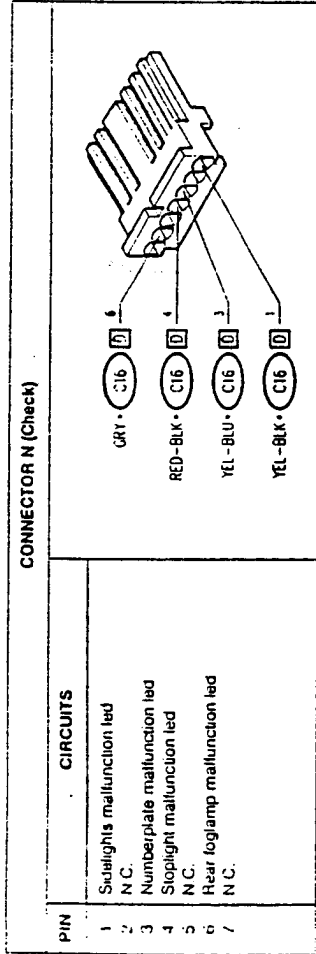 CONNECTOR N (Check)
PIN CIRCUITS
1 Sidelights malfunction led
2 N.C.
3 Numberplate malfunction led
4 Stoplight malfunction led
5 N.C.
6 Rear foglamp malfunction led
7 N.C.
GRY • C16 D 6
RED-BLK • C16 D 4
YEL-BLU • C16 D 3
YEL-BLK • C16 D 1